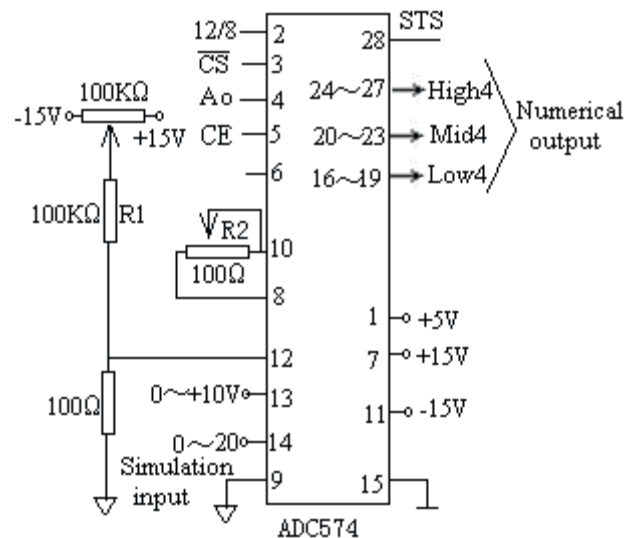 12/8
2
STS
28
CS
3
100KΩ
Ao
4
24～27
High4
-15V
+15V
CE
5
20～23
Mid4
Numerical
output
6
16～19
Low4
100KΩ
R1
R2
10
100Ω
8
1
+5V
12
7
+15V
100Ω
0～+10V
13
11
-15V
0～20
14
Simulation
input
9
15
ADC574